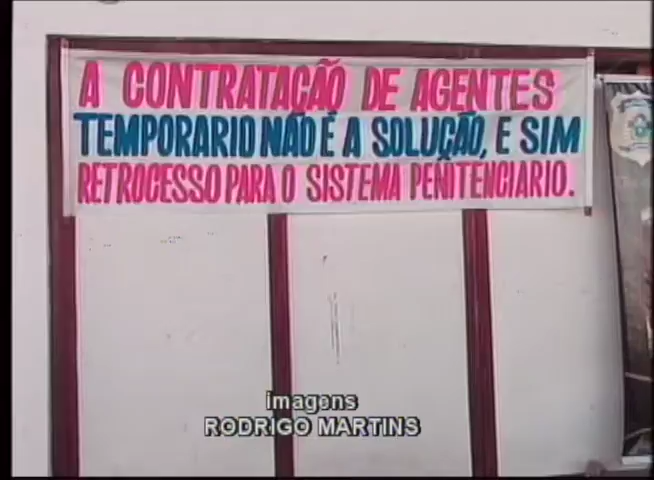 A CONTRATAÇÃO DE AGENTES
TEMPORARIO NÃO É A SOLUÇÃO, E SIM
RETROCESSO PARA O SISTEMA PENITENCIARIO.
imagens
RODRIGO MARTINS